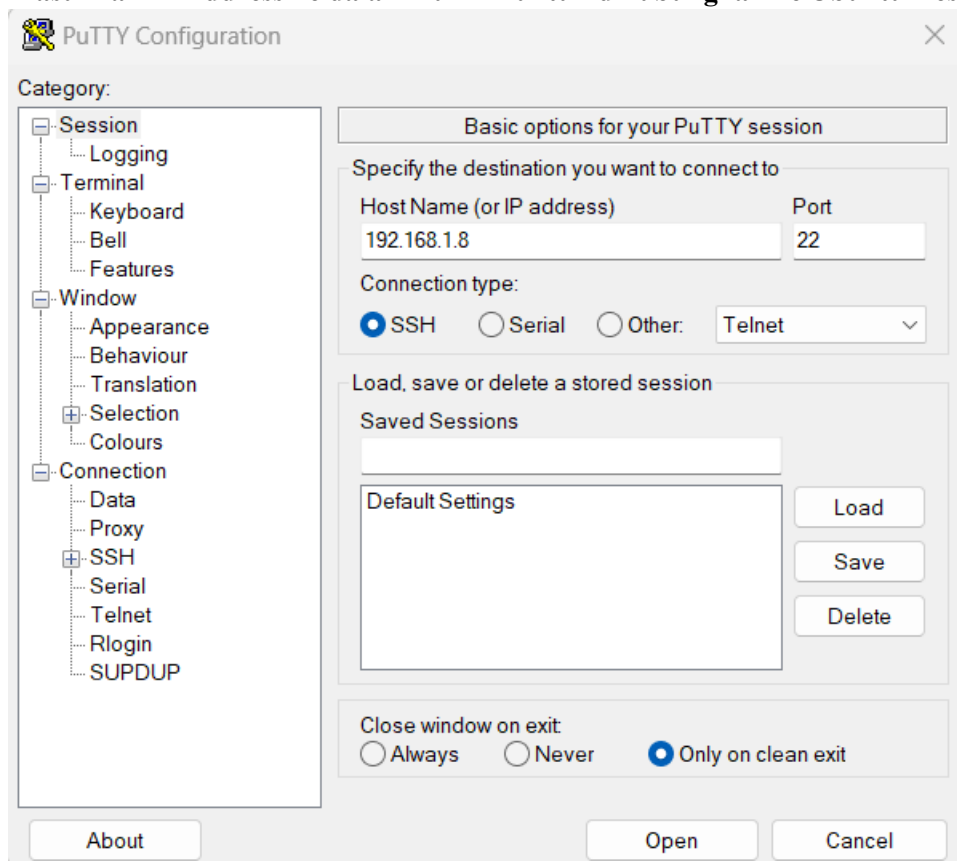 PuTTY Configuration
Category:
Session
Logging
Terminal
Keyboard
Bell
Features
Window
Appearance
Behaviour
Translation
Selection
Colours
Connection
Data
Proxy
SSH
Serial
Telnet
Rlogin
SUPDUP
Basic options for your PuTTY session
Specify the destination you want to connect to
Host Name (or IP address) Port
192.168.1.8 22
Connection type:
SSH Serial Other: Telnet
Load, save or delete a stored session
Saved Sessions
Default Settings
Load
Save
Delete
Close window on exit:
Always Never Only on clean exit
About Open Cancel